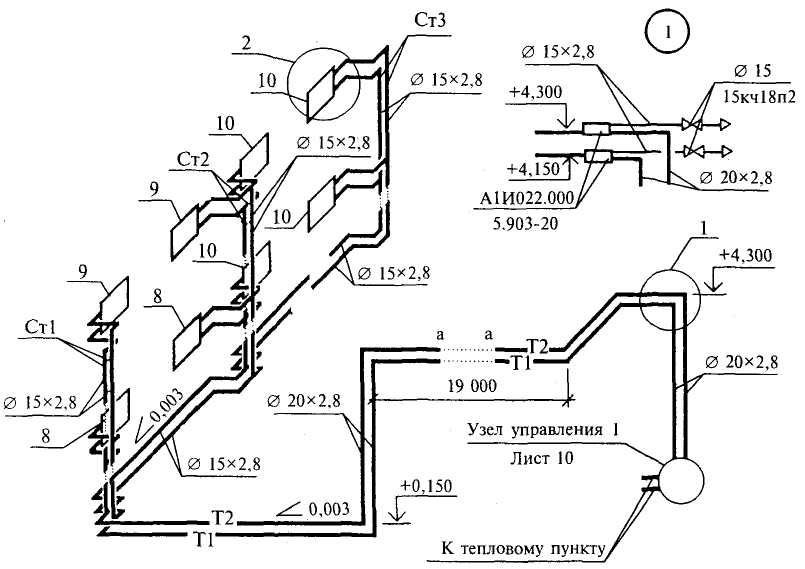 Ст3
1
2
∅ 15×2,8
∅ 15
10
∅ 15×2,8
15кч18п2
+4,300
10
∅ 15×2,8
Ст2
+4,150
∅ 20×2,8
9
А1И022.000
10
5.903-20
10
1
+4,300
9
∅ 15×2,8
8
Ст1
а
а
Т2
Т1
∅ 20×2,8
19 000
∅ 15×2,8
0,003
∅ 20×2,8
8
Узел управления 1
Лист 10
∅ 15×2,8
+0,150
0,003
Т2
Т1
К тепловому пункту